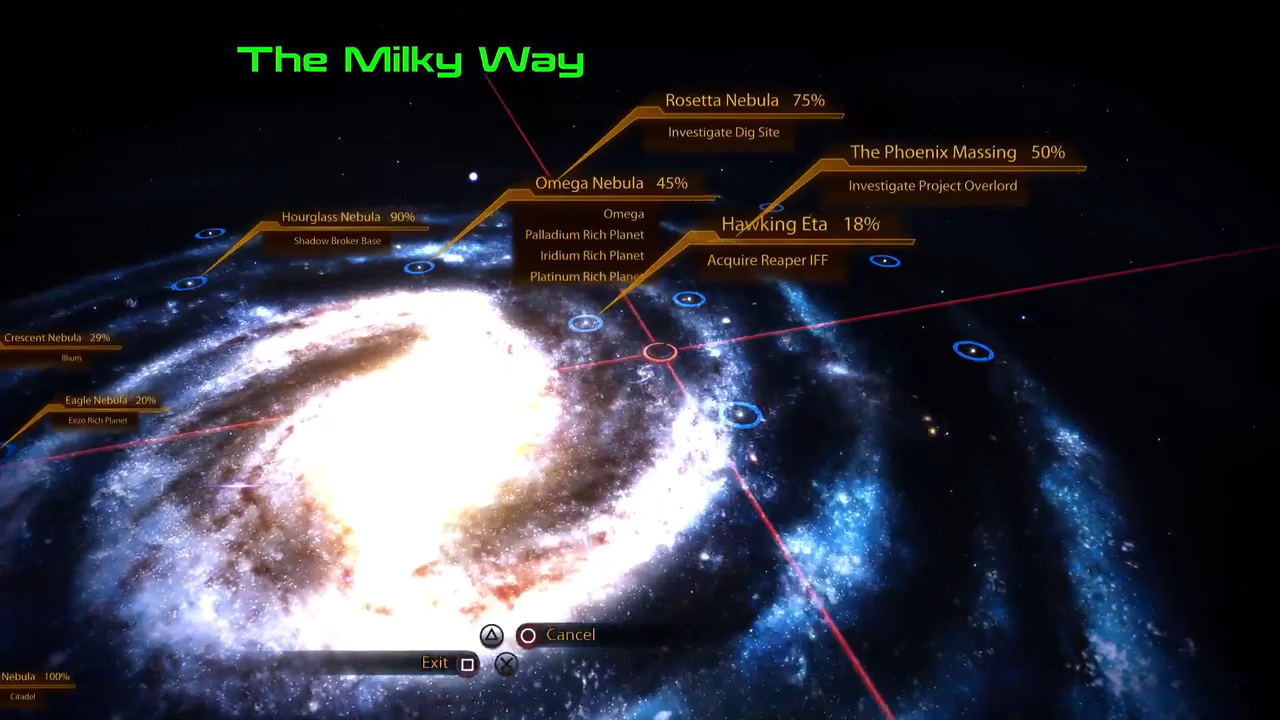 The Milky Way
Rosetta Nebula 75%
Investigate Dig Site
The Phoenix Massing 50%
Investigate Project Overlord
Omega Nebula 45%
Omega
Palladium Rich Planet
Iridium Rich Planet
Platinum Rich Planet
Hawking Eta 18%
Acquire Reaper IFF
Hourglass Nebula 90%
Shadow Broker Base
Crescent Nebula 29%
Illium
Eagle Nebula 20%
Eezo Rich Planet
Cancel
Exit
Nebula 100%
Citadel